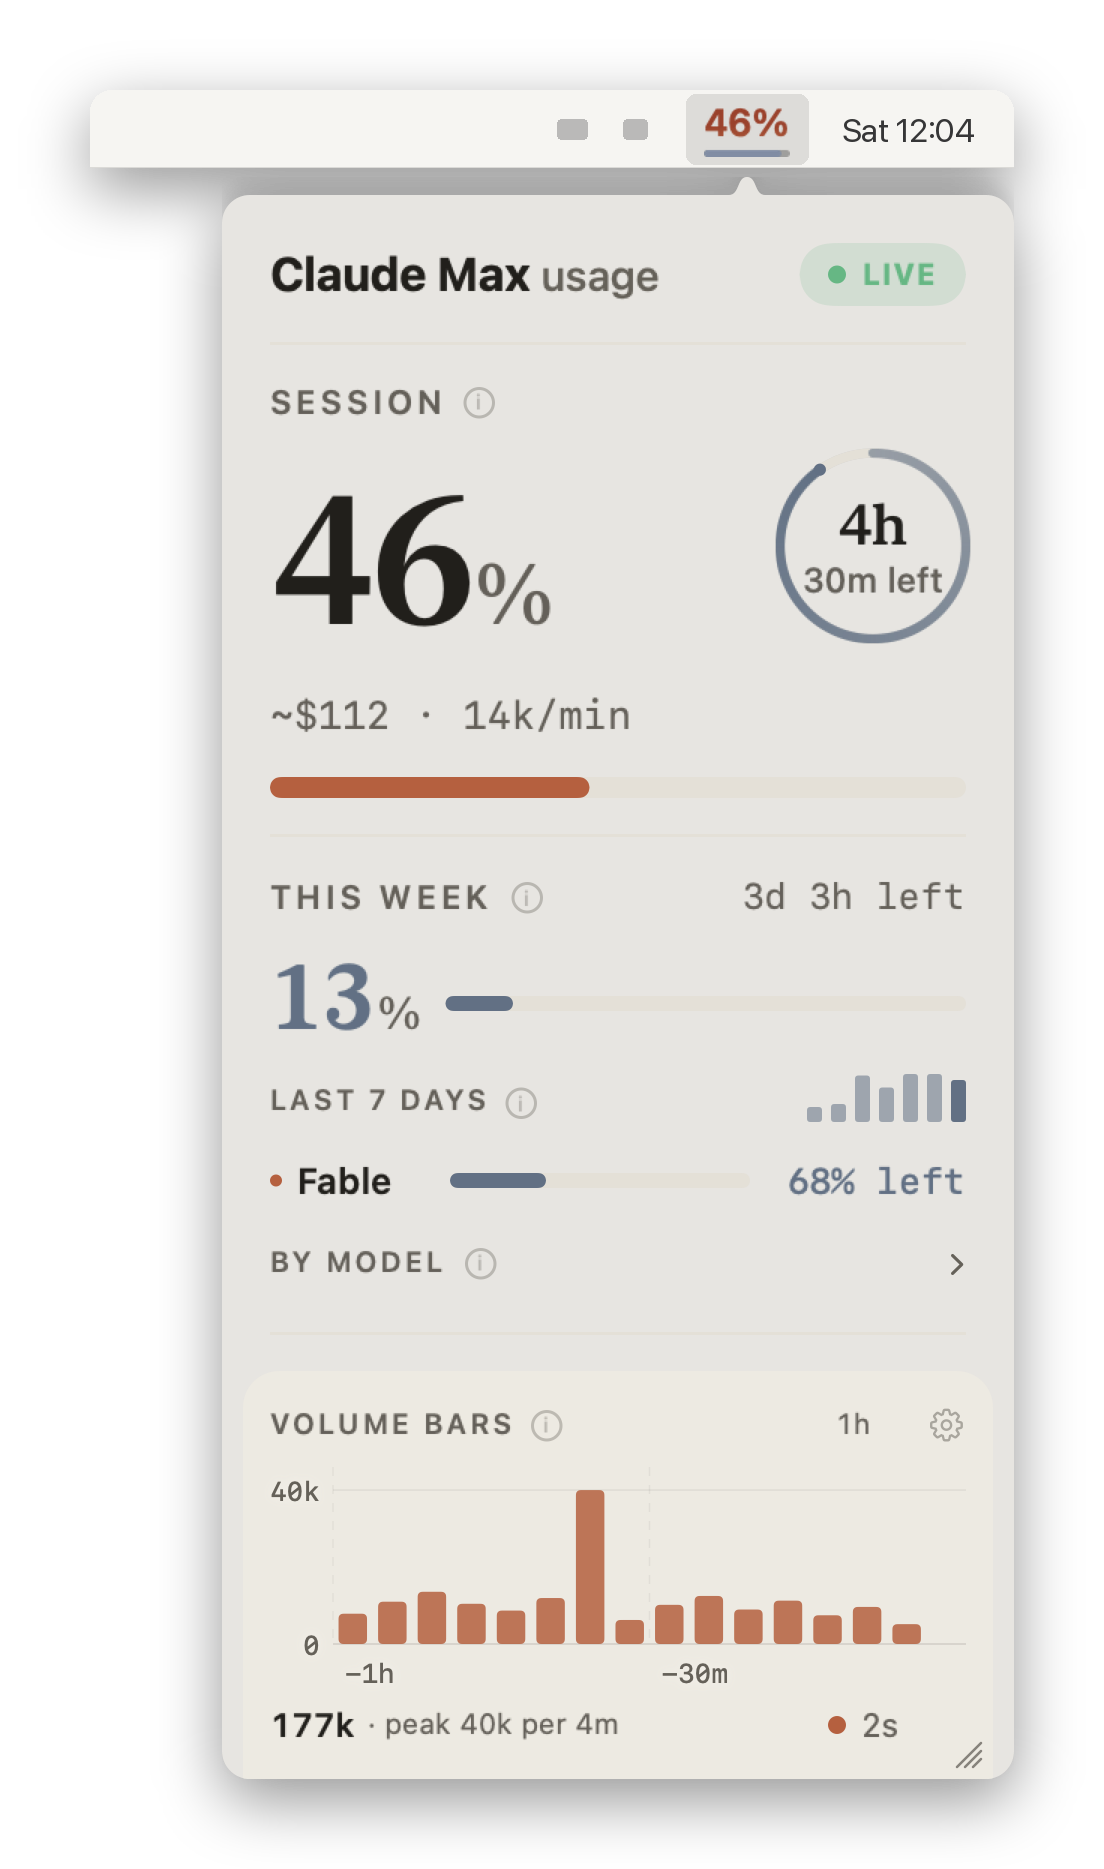 46% Sat 12:04
Claude Max usage LIVE
SESSION
46%
4h
30m left
~$112 · 14k/min
THIS WEEK 3d 3h left
13%
LAST 7 DAYS
Fable 68% left
BY MODEL
VOLUME BARS 1h
40k
0
−1h −30m
177k · peak 40k per 4m 2s